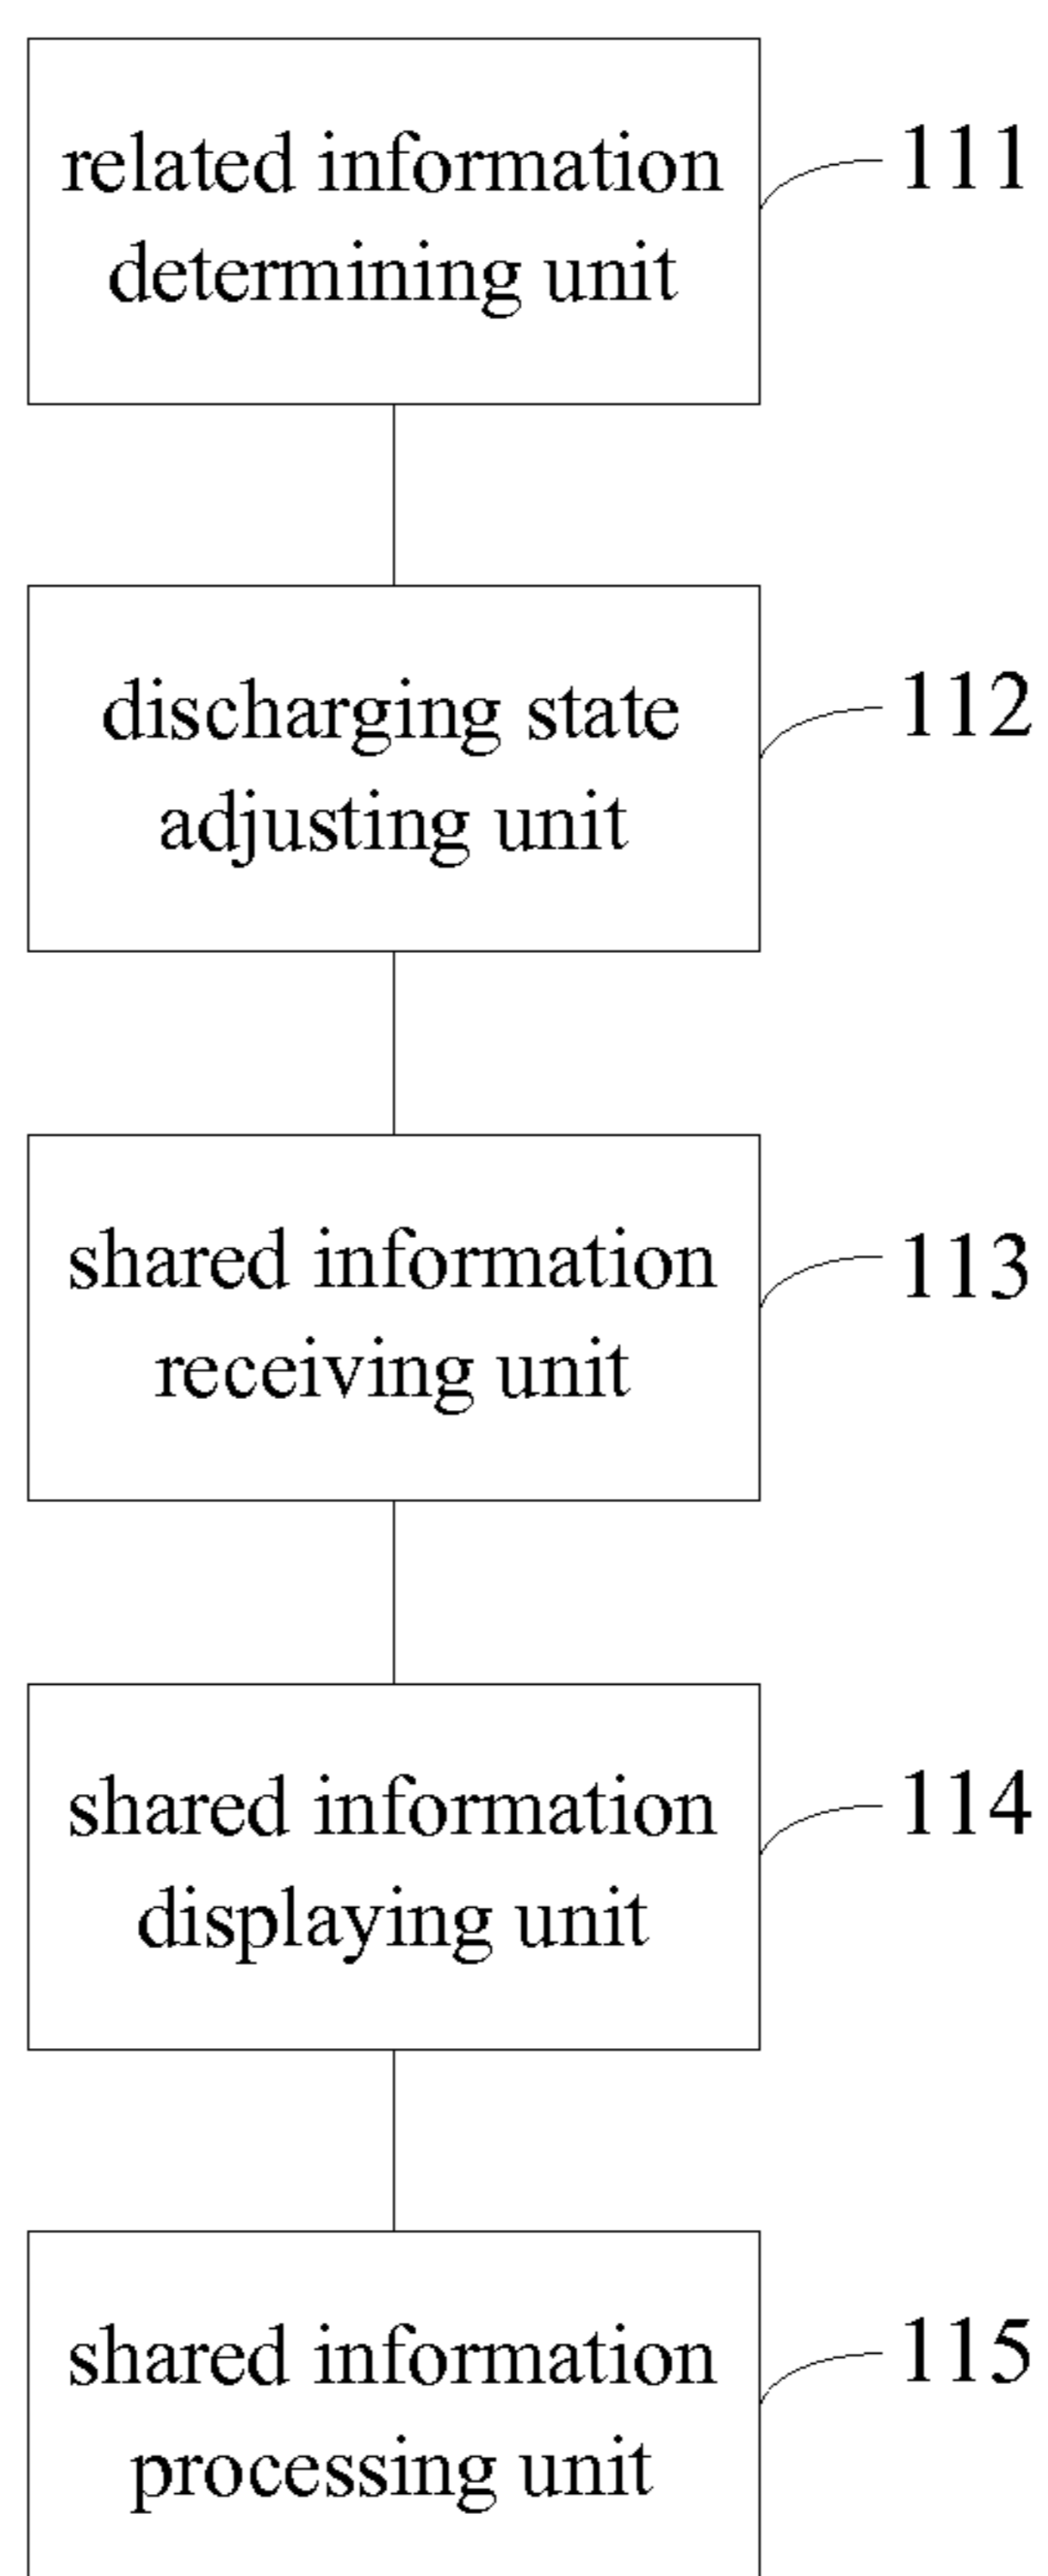 related information
determining unit
111
discharging state
adjusting unit
112
shared information
receiving unit
113
shared information
displaying unit
114
shared information
processing unit
115